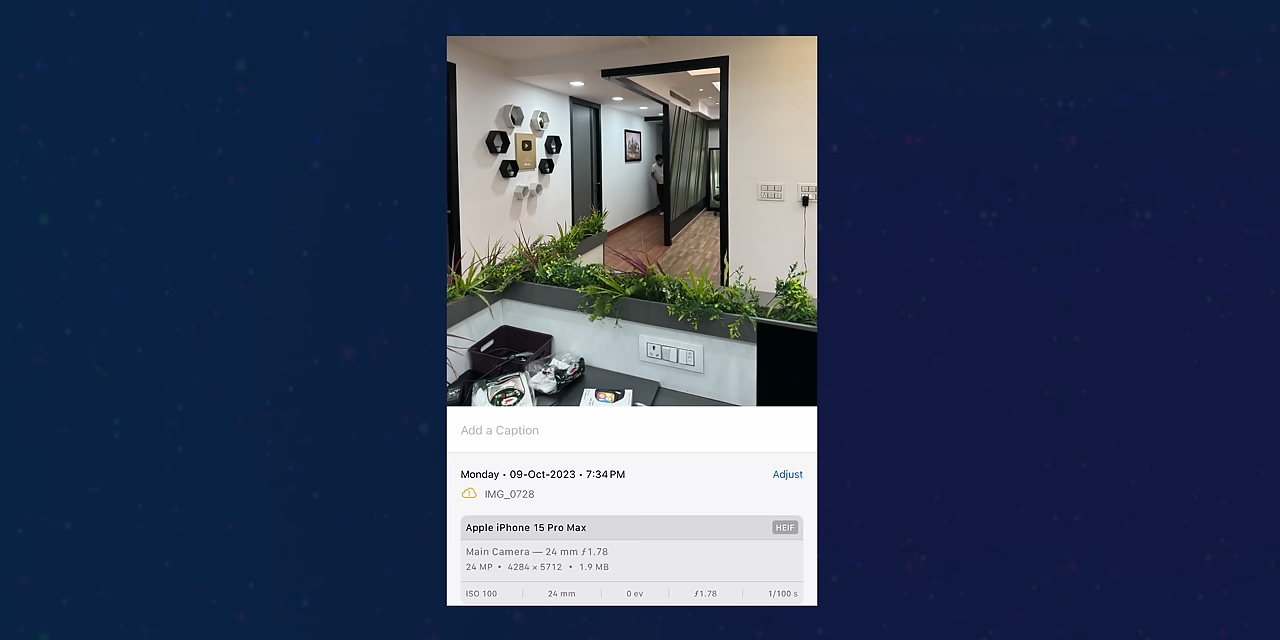 Add a Caption
Monday • 09-Oct-2023 • 7:34 PM
Adjust
IMG_0728
Apple iPhone 15 Pro Max
HEIF
Main Camera — 24 mm ƒ1.78
24 MP • 4284 × 5712 • 1.9 MB
ISO 100
24 mm
0 ev
ƒ1.78
1/100 s